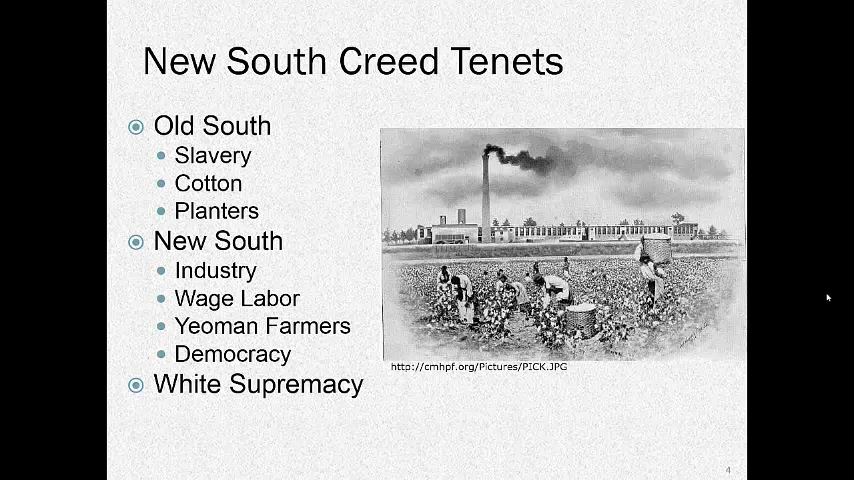 New South Creed Tenets
Old South
Slavery
Cotton
Planters
New South
Industry
Wage Labor
Yeoman Farmers
Democracy
White Supremacy
http://cmhpf.org/Pictures/PICK.JPG
4